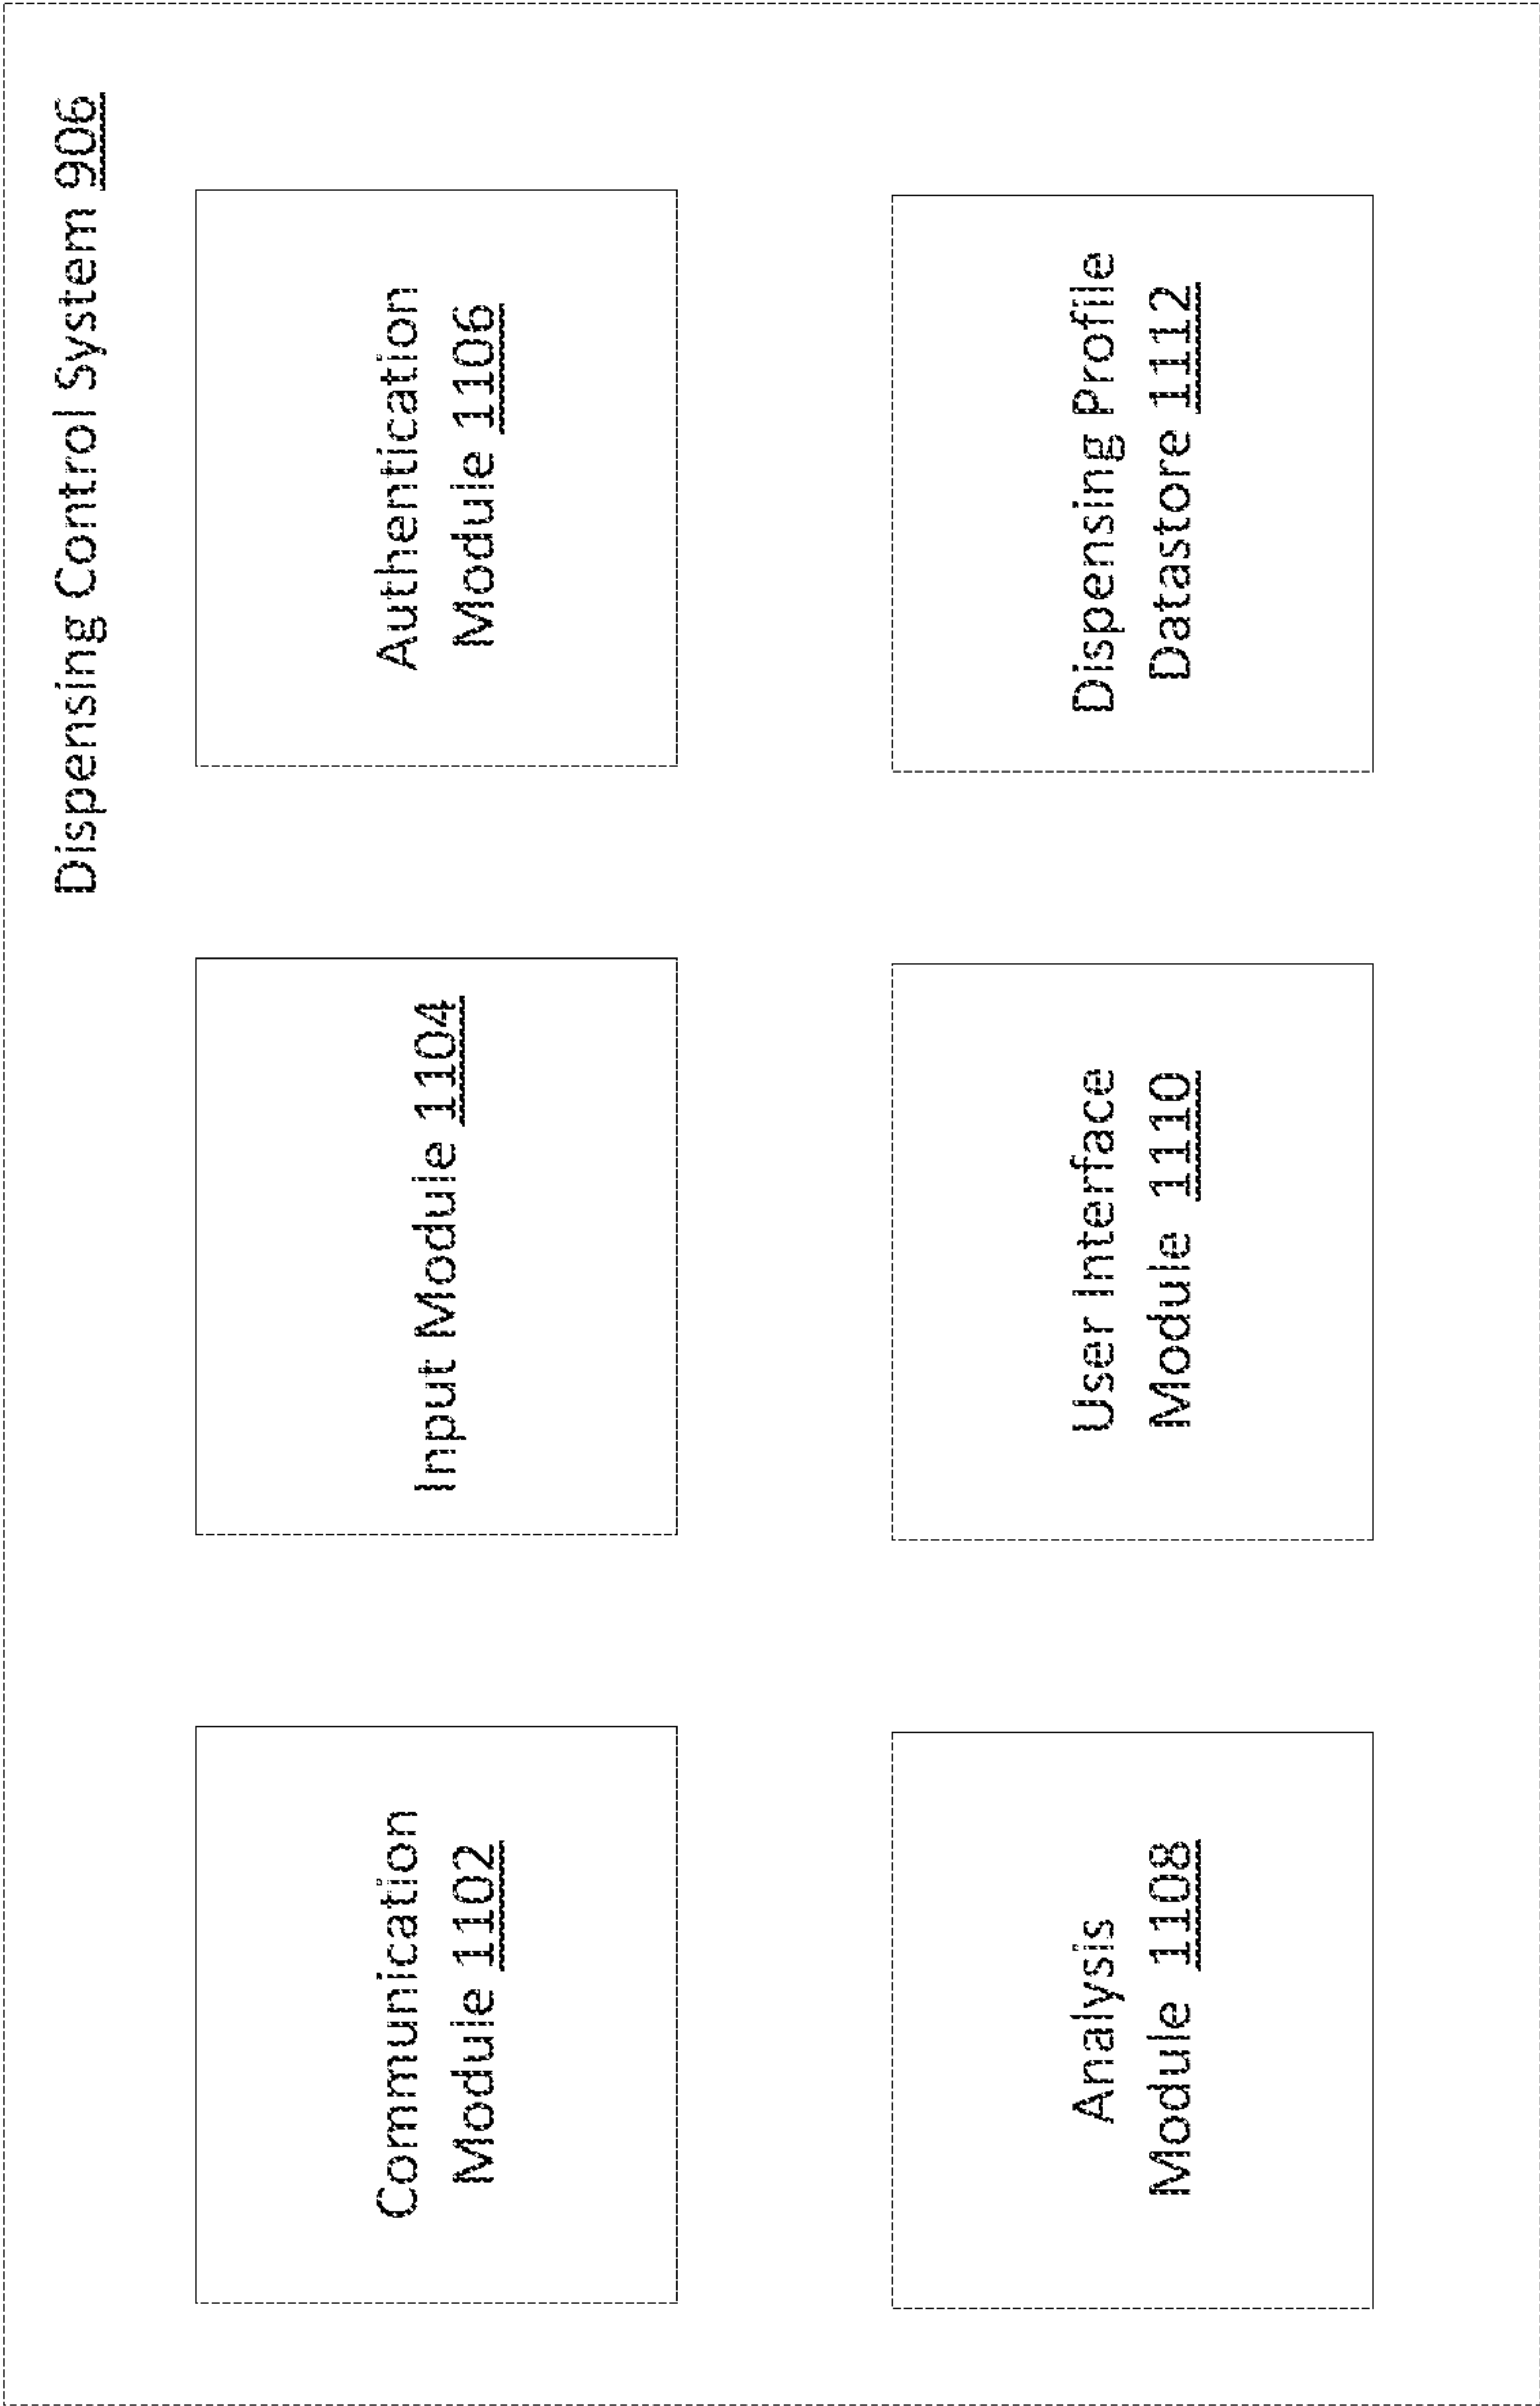 Dispensing Control System 906
Communication
Module 1102
Input Module 1104
Authentication
Module 1106
Analysis
Module 1108
User Interface
Module 1110
Dispensing Profile
Datastore 1112